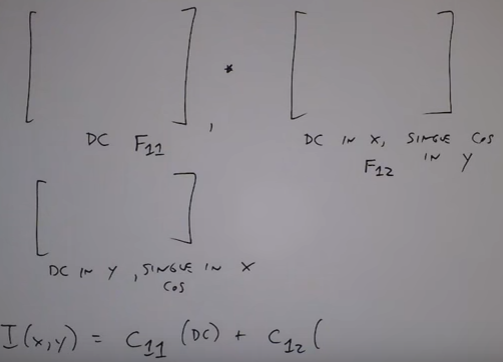 DC F11
DC IN X, SINGLE COS
IN Y
F12
DC IN Y, SINGLE IN X
COS
I(x,y) = C11 (DC) + C12 (